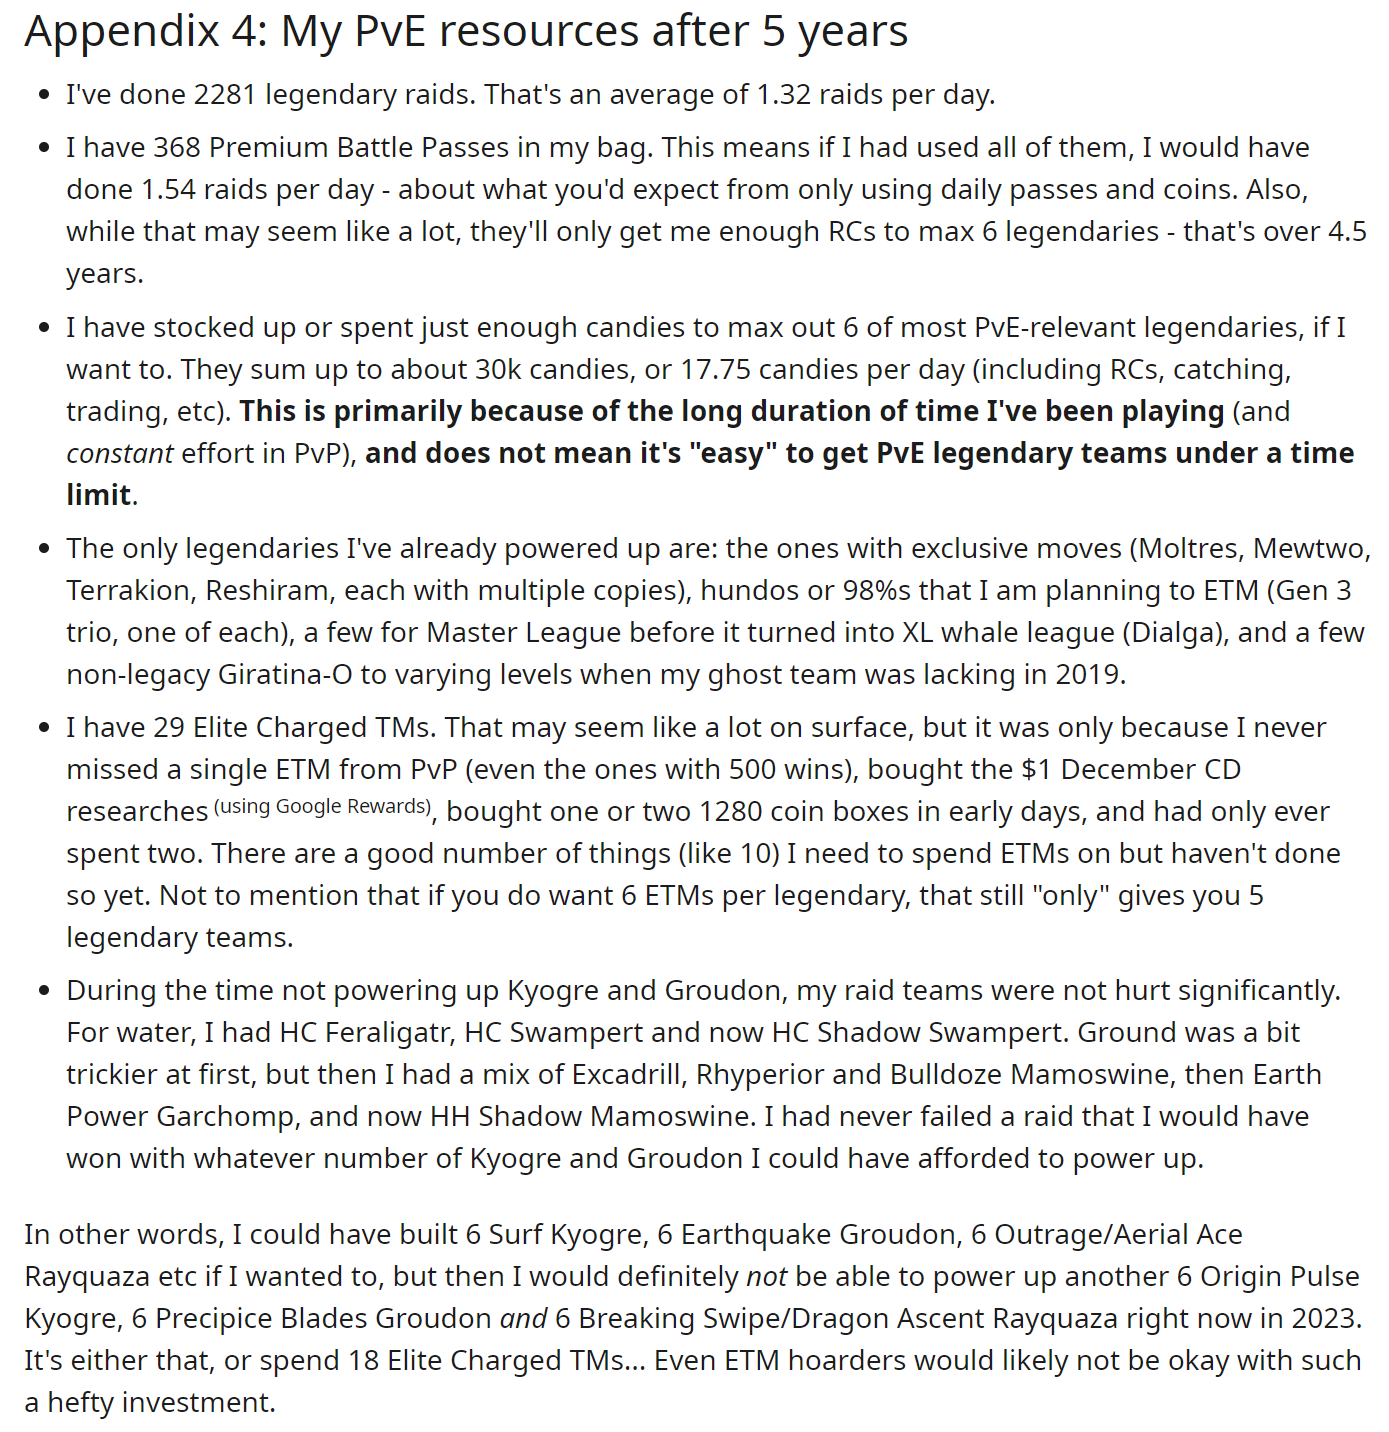 Appendix 4: My PvE resources after 5 years
• I've done 2281 legendary raids. That's an average of 1.32 raids per day.
• I have 368 Premium Battle Passes in my bag. This means if I had used all of them, I would have
done 1.54 raids per day - about what you'd expect from only using daily passes and coins. Also,
while that may seem like a lot, they'll only get me enough RCs to max 6 legendaries - that's over 4.5
years.
• I have stocked up or spent just enough candies to max out 6 of most PvE-relevant legendaries, if I
want to. They sum up to about 30k candies, or 17.75 candies per day (including RCs, catching,
trading, etc). This is primarily because of the long duration of time I've been playing (and
constant effort in PvP), and does not mean it's "easy" to get PvE legendary teams under a time
limit.
• The only legendaries I've already powered up are: the ones with exclusive moves (Moltres, Mewtwo,
Terrakion, Reshiram, each with multiple copies), hundos or 98%s that I am planning to ETM (Gen 3
trio, one of each), a few for Master League before it turned into XL whale league (Dialga), and a few
non-legacy Giratina-O to varying levels when my ghost team was lacking in 2019.
• I have 29 Elite Charged TMs. That may seem like a lot on surface, but it was only because I never
missed a single ETM from PvP (even the ones with 500 wins), bought the $1 December CD
researches (using Google Rewards), bought one or two 1280 coin boxes in early days, and had only ever
spent two. There are a good number of things (like 10) I need to spend ETMs on but haven't done
so yet. Not to mention that if you do want 6 ETMs per legendary, that still "only" gives you 5
legendary teams.
• During the time not powering up Kyogre and Groudon, my raid teams were not hurt significantly.
For water, I had HC Feraligatr, HC Swampert and now HC Shadow Swampert. Ground was a bit
trickier at first, but then I had a mix of Excadrill, Rhyperior and Bulldoze Mamoswine, then Earth
Power Garchomp, and now HH Shadow Mamoswine. I had never failed a raid that I would have
won with whatever number of Kyogre and Groudon I could have afforded to power up.
In other words, I could have built 6 Surf Kyogre, 6 Earthquake Groudon, 6 Outrage/Aerial Ace
Rayquaza etc if I wanted to, but then I would definitely not be able to power up another 6 Origin Pulse
Kyogre, 6 Precipice Blades Groudon and 6 Breaking Swipe/Dragon Ascent Rayquaza right now in 2023.
It's either that, or spend 18 Elite Charged TMs... Even ETM hoarders would likely not be okay with such
a hefty investment.